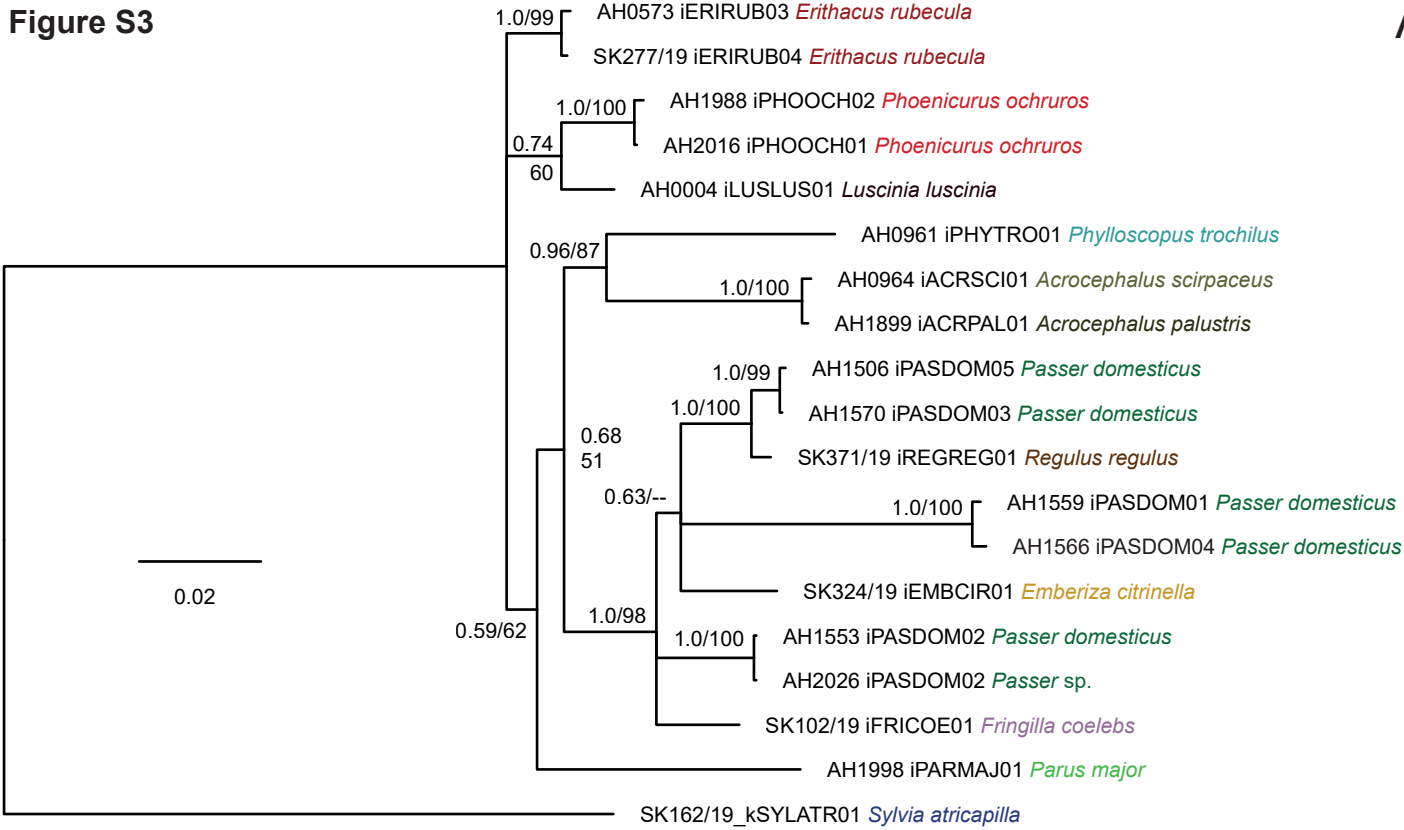 Figure S3
1.0/99
AH0573 iERIRUB03 Erithacus rubecula
SK277/19 iERIRUB04 Erithacus rubecula
1.0/100
AH1988 iPHOOCH02 Phoenicurus ochruros
AH2016 iPHOOCH01 Phoenicurus ochruros
0.74
60
AH0004 iLUSLUS01 Luscinia luscinia
0.96/87
AH0961 iPHYTRO01 Phylloscopus trochilus
1.0/100
AH0964 iACRSCI01 Acrocephalus scirpaceus
AH1899 iACRPAL01 Acrocephalus palustris
1.0/99
AH1506 iPASDOM05 Passer domesticus
1.0/100
AH1570 iPASDOM03 Passer domesticus
0.68
51
SK371/19 iREGREG01 Regulus regulus
0.63/--
1.0/100
AH1559 iPASDOM01 Passer domesticus
AH1566 iPASDOM04 Passer domesticus
0.02
SK324/19 iEMBCIR01 Emberiza citrinella
0.59/62
1.0/98
1.0/100
AH1553 iPASDOM02 Passer domesticus
AH2026 iPASDOM02 Passer sp.
SK102/19 iFRICOE01 Fringilla coelebs
AH1998 iPARMAJ01 Parus major
SK162/19_kSYLATR01 Sylvia atricapilla